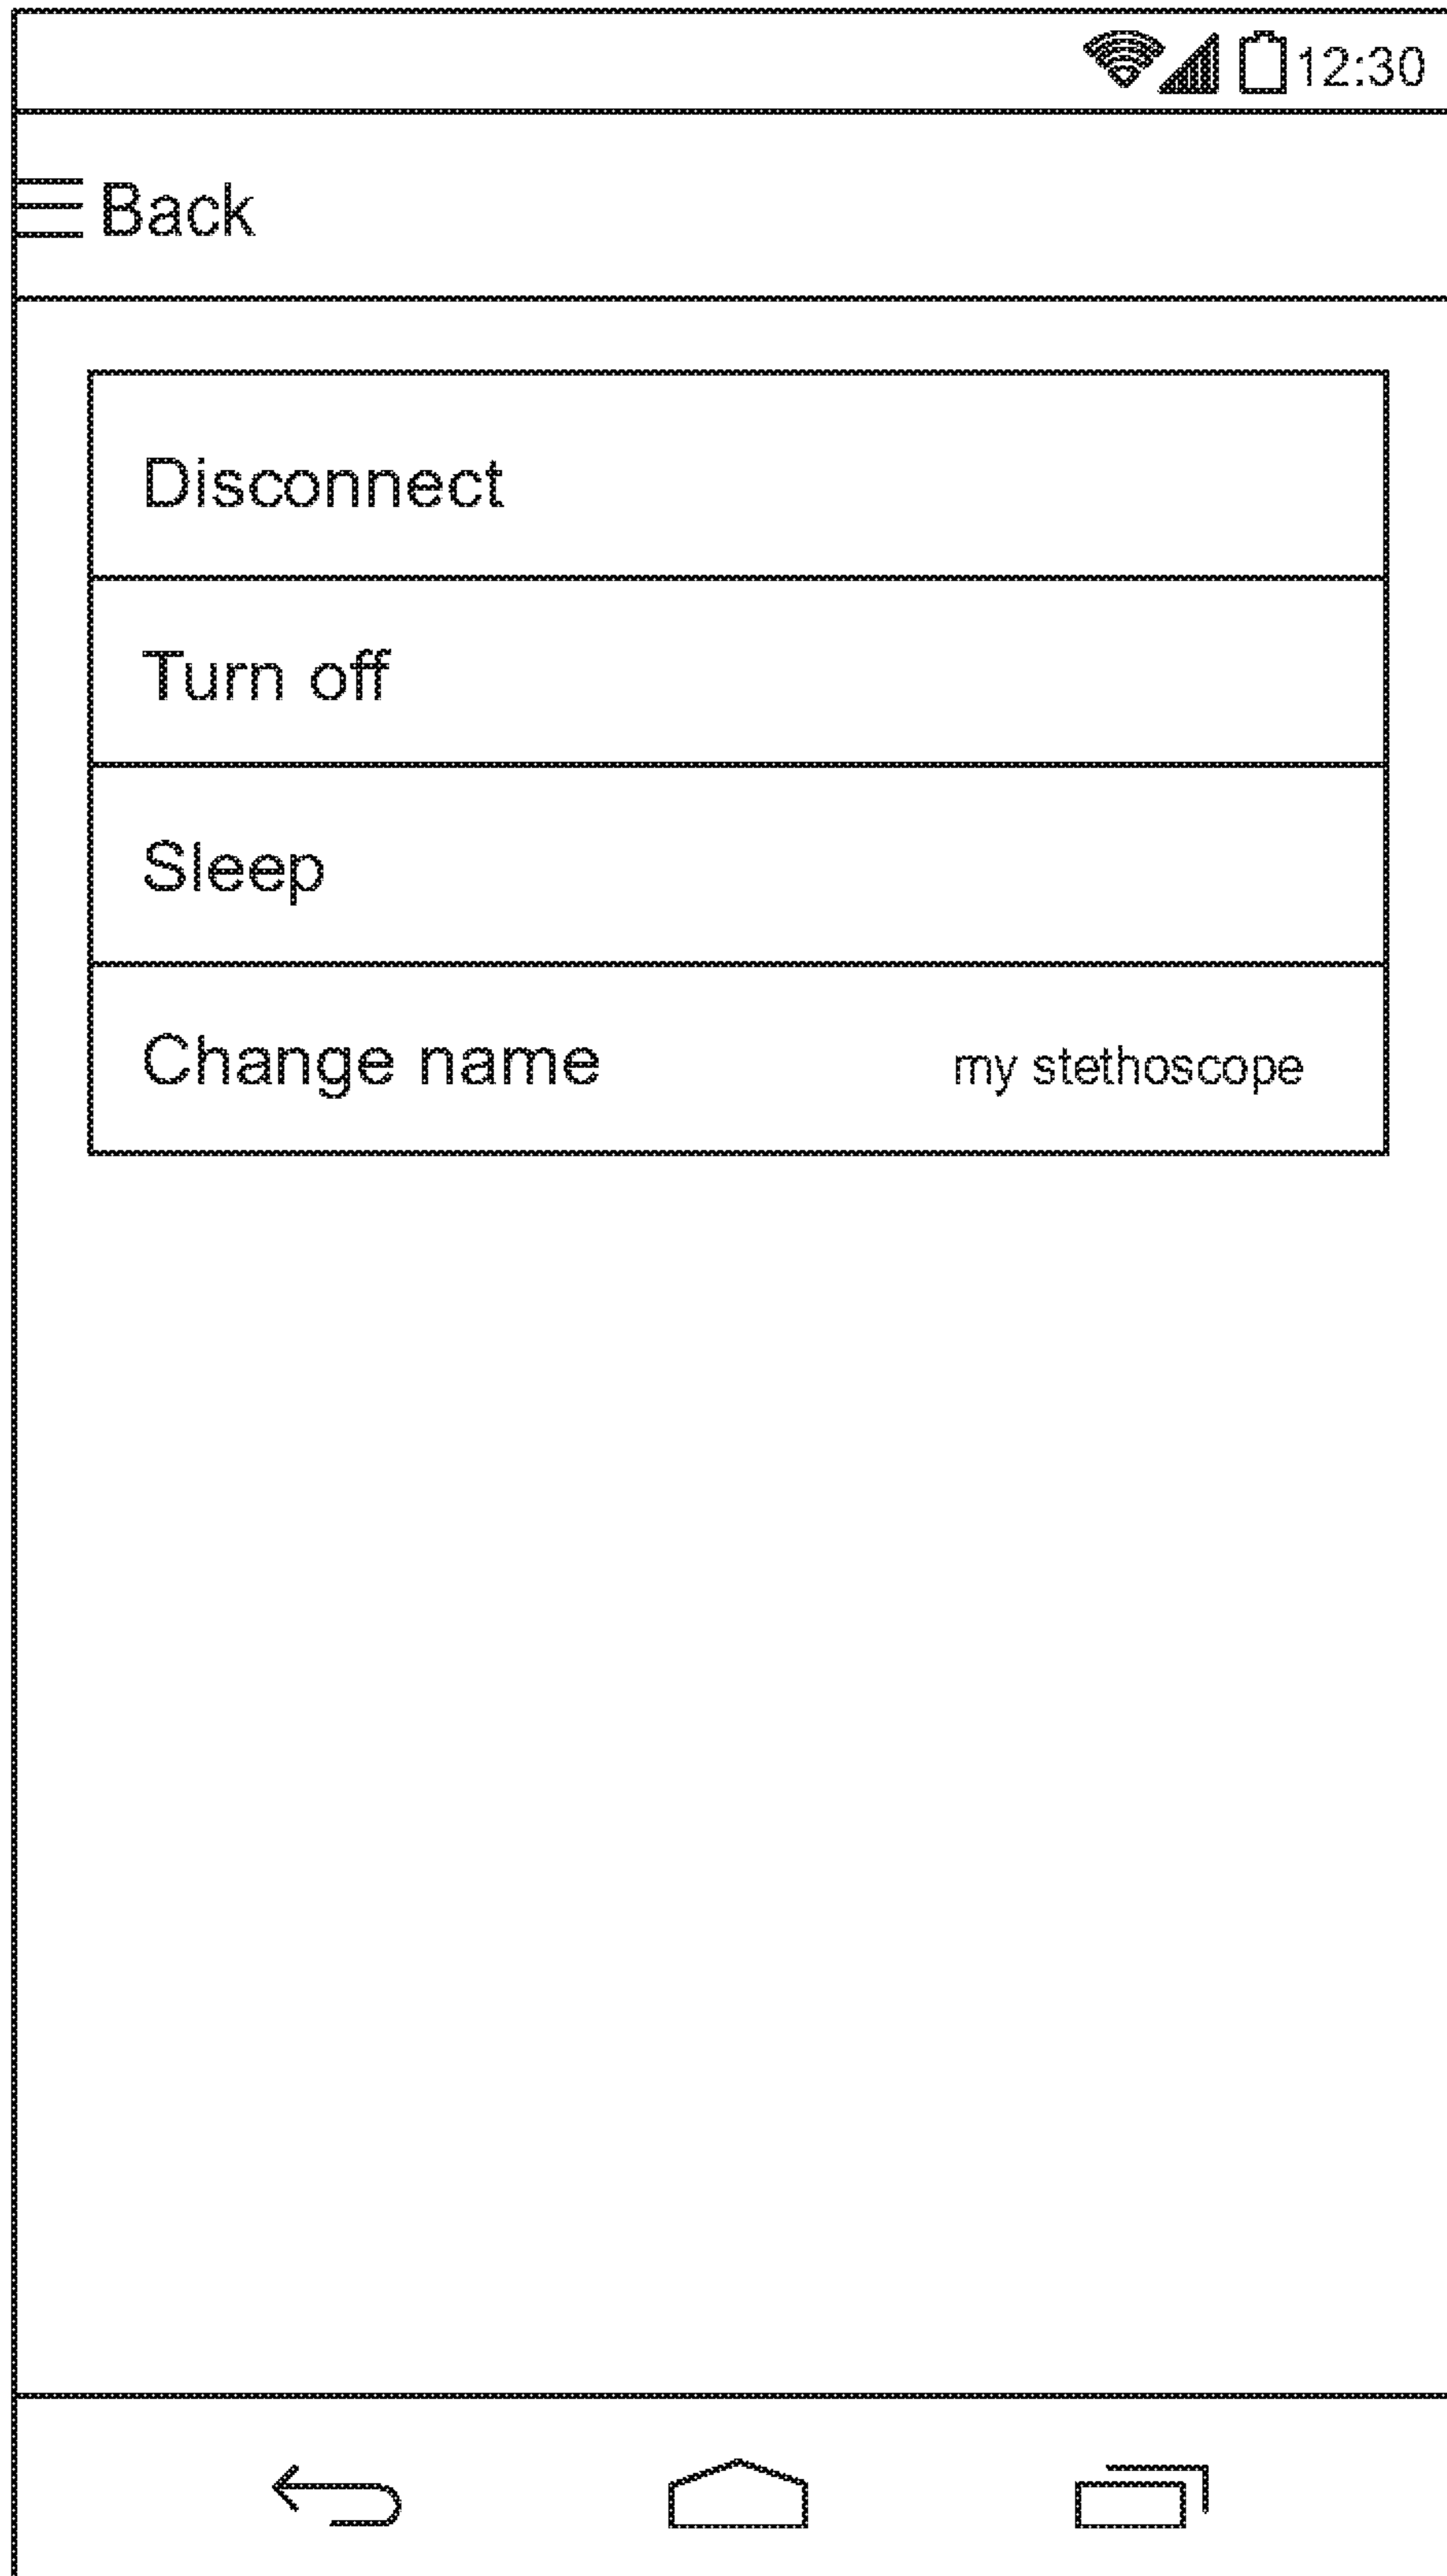 12:30
Back
Disconnect
Turn off
Sleep
Change name my stethoscope